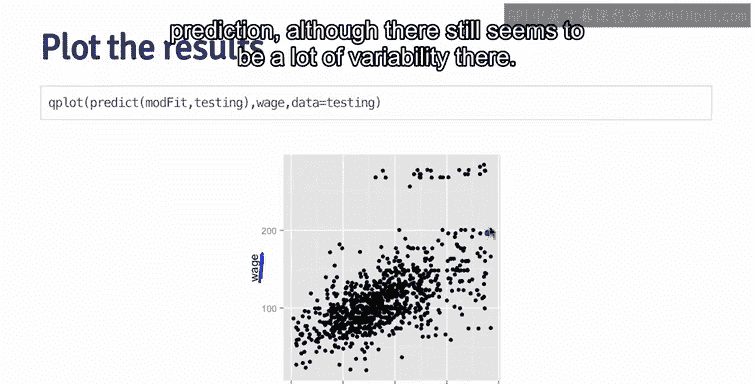 prediction, although there still seems to
be a lot of variability there.
Plot the results
qplot(predict(modFit,testing),wage,data=testing)
200
wage
100